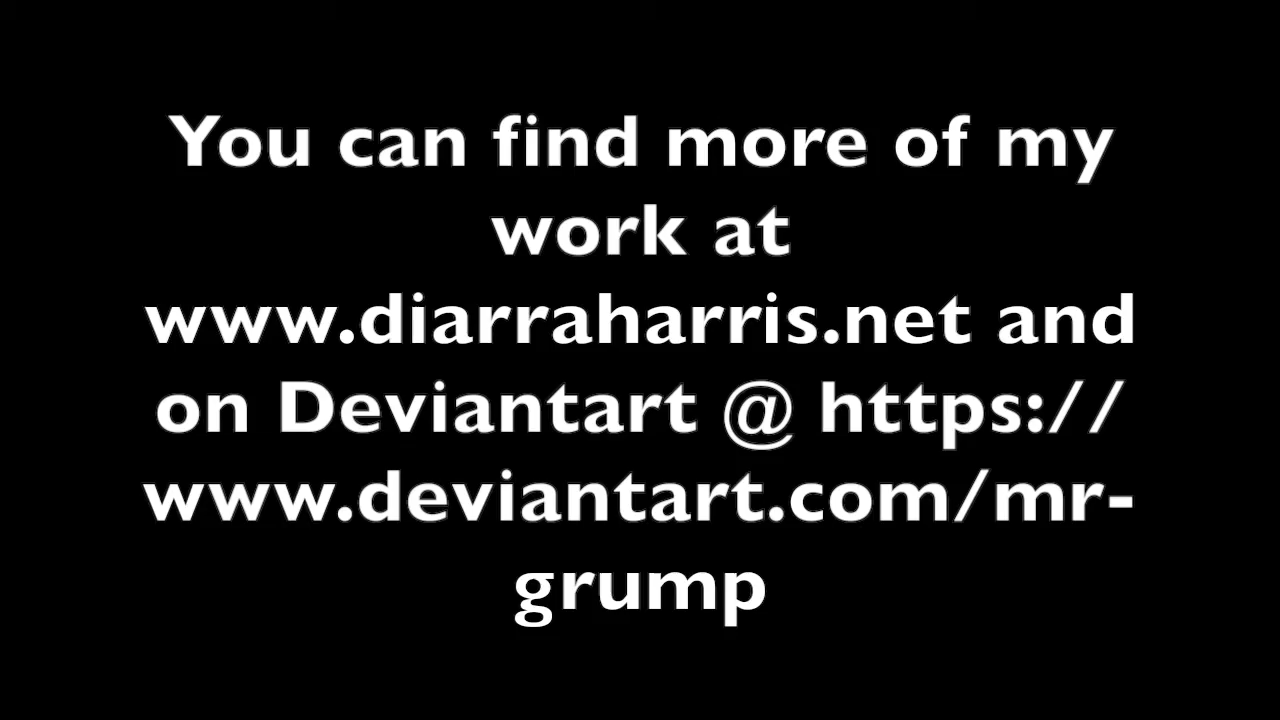 You can find more of my
work at
www.diarraharris.net and
on Deviantart @ https://
www.deviantart.com/mr-
grump